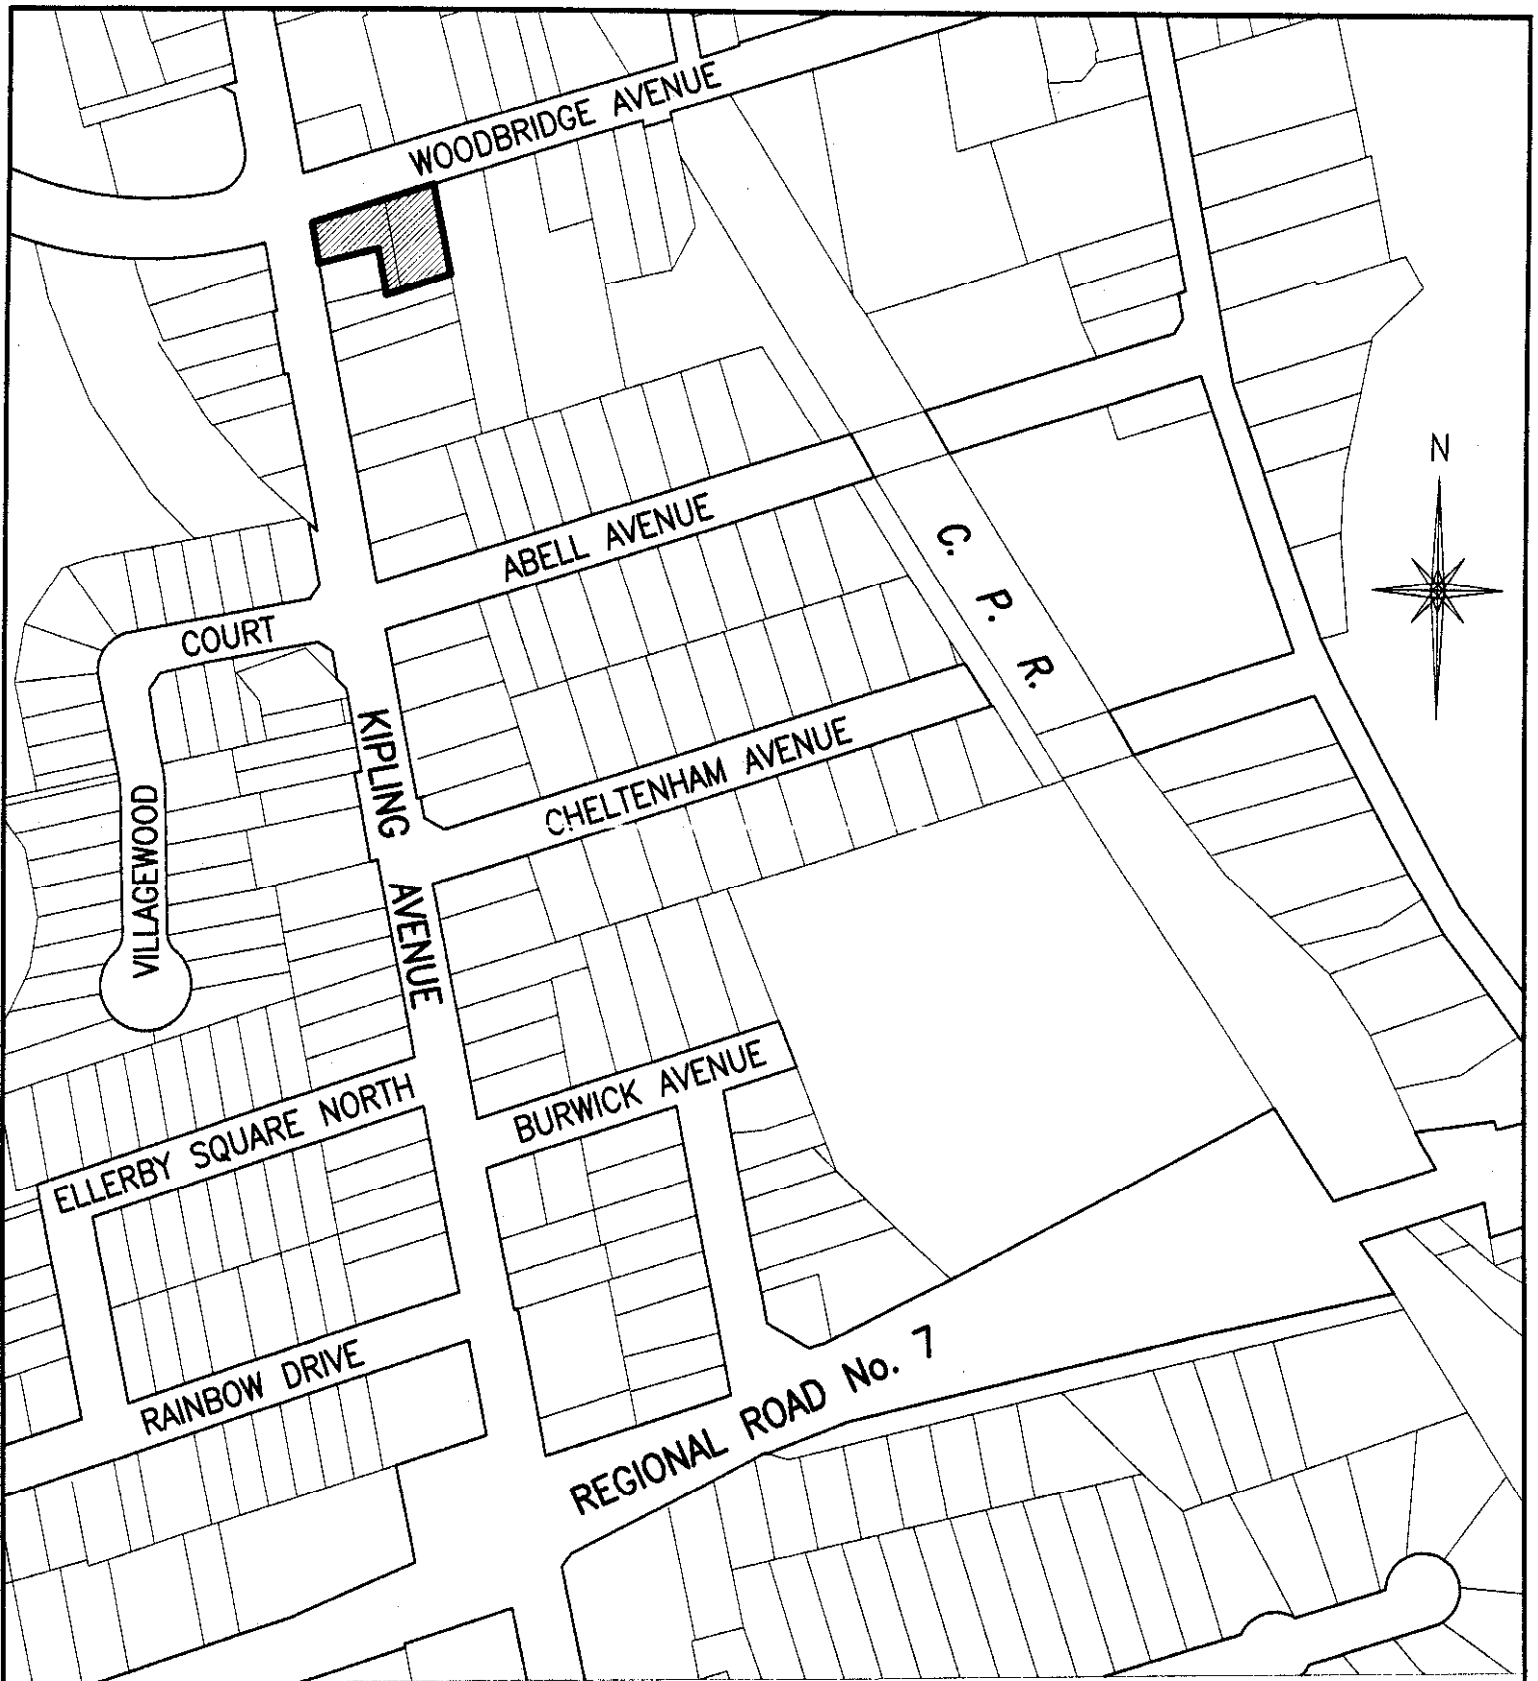 WOODBRIDGE AVENUE
N
ABELL AVENUE
C. P. R.
COURT
KIPLING AVENUE
CHELTENHAM AVENUE
VILLAGEWOOD
BURWICK AVENUE
ELLERBY SQUARE NORTH
RAINBOW DRIVE
REGIONAL ROAD No. 7